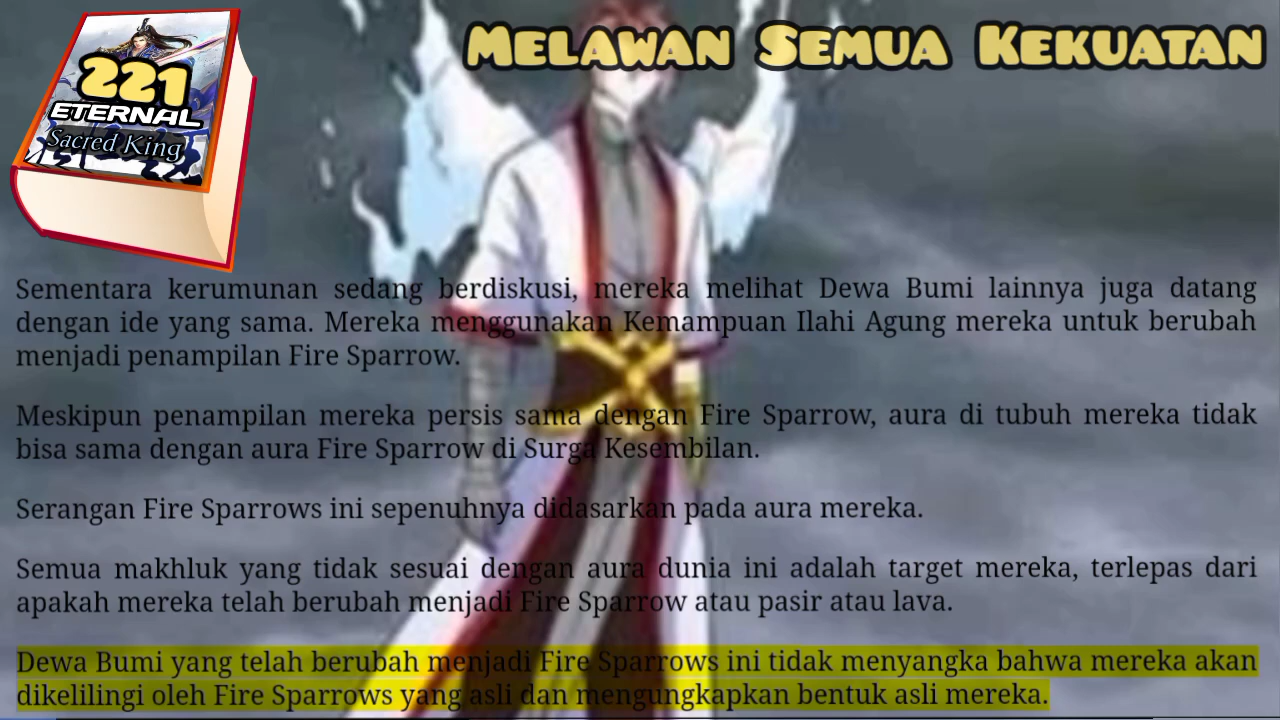 Melawan Semua Kekuatan
221
ETERNAL
Sacred King
Sementara kerumunan sedang berdiskusi, mereka melihat Dewa Bumi lainnya juga datang
dengan ide yang sama. Mereka menggunakan Kemampuan Ilahi Agung mereka untuk berubah
menjadi penampilan Fire Sparrow.
Meskipun penampilan mereka persis sama dengan Fire Sparrow, aura di tubuh mereka tidak
bisa sama dengan aura Fire Sparrow di Surga Kesembilan.
Serangan Fire Sparrows ini sepenuhnya didasarkan pada aura mereka.
Semua makhluk yang tidak sesuai dengan aura dunia ini adalah target mereka, terlepas dari
apakah mereka telah berubah menjadi Fire Sparrow atau pasir atau lava.
Dewa Bumi yang telah berubah menjadi Fire Sparrows ini tidak menyangka bahwa mereka akan
dikelilingi oleh Fire Sparrows yang asli dan mengungkapkan bentuk asli mereka.